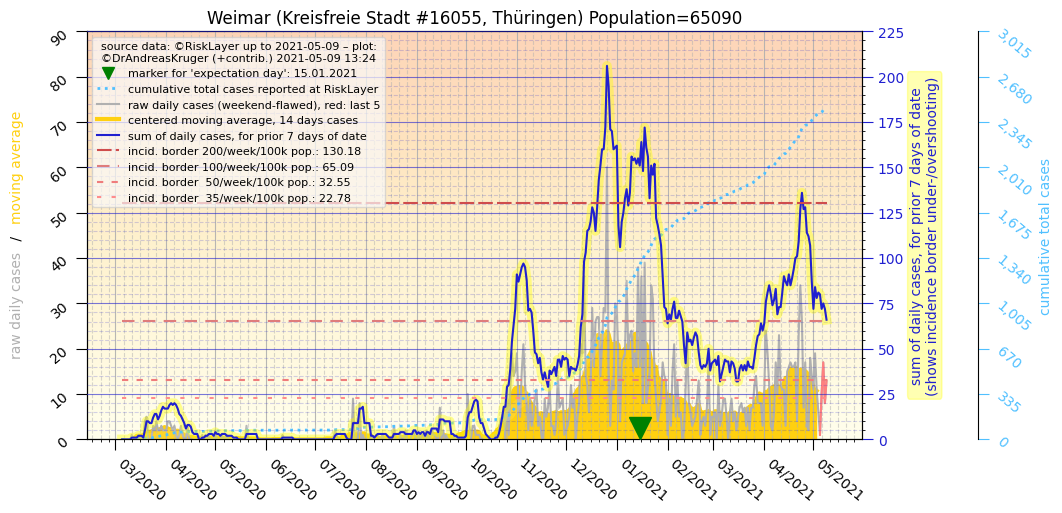 Weimar (Kreisfreie Stadt #16055, Thüringen) Population=65090
source data: ©RiskLayer up to 2021-05-09 – plot:
©DrAndreasKruger (+contrib.) 2021-05-09 13:24
marker for 'expectation day': 15.01.2021
cumulative total cases reported at RiskLayer
raw daily cases (weekend-flawed), red: last 5
centered moving average, 14 days cases
sum of daily cases, for prior 7 days of date
incid. border 200/week/100k pop.: 130.18
incid. border 100/week/100k pop.: 65.09
incid. border  50/week/100k pop.: 32.55
incid. border  35/week/100k pop.: 22.78
raw daily cases / moving average
90
80
70
60
50
40
30
20
10
0
03/2020
04/2020
05/2020
06/2020
07/2020
08/2020
09/2020
10/2020
11/2020
12/2020
01/2021
02/2021
03/2021
04/2021
05/2021
225
200
175
150
125
100
75
50
25
0
sum of daily cases, for prior 7 days of date
(shows incidence border under-/overshooting)
3,015
2,680
2,345
2,010
1,675
1,340
1,005
670
335
0
cumulative total cases